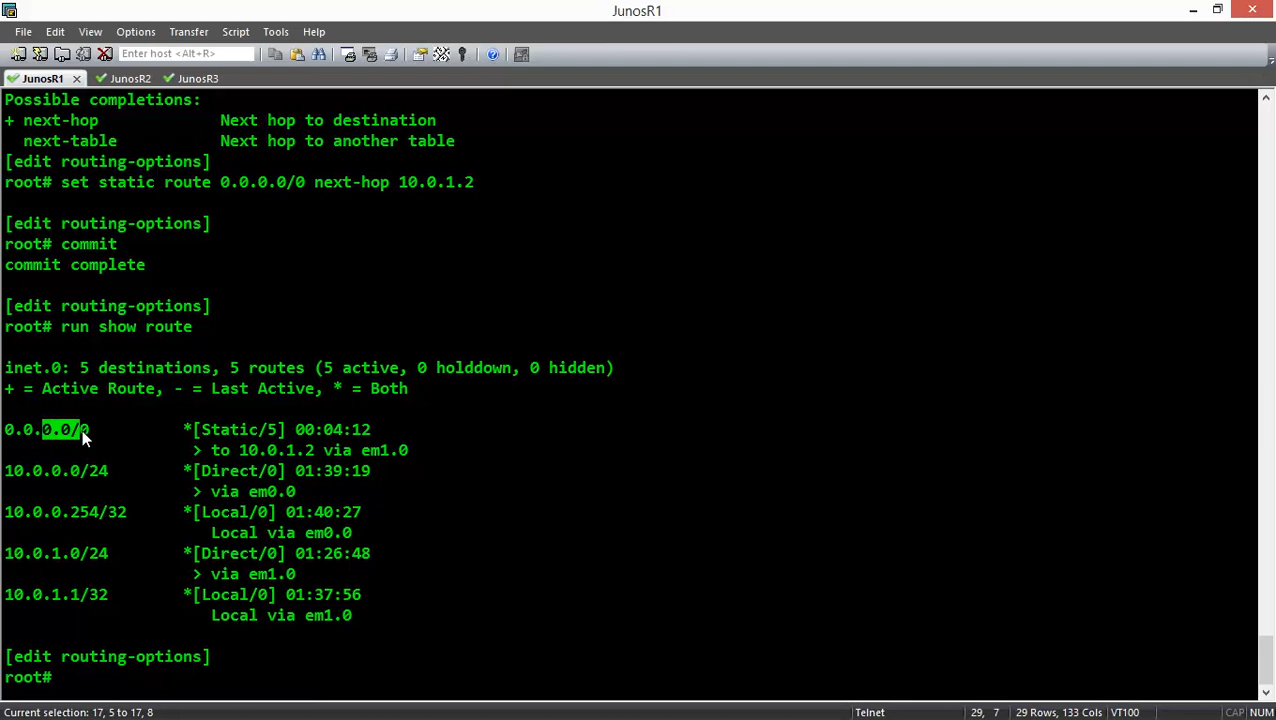 JunosR1
File Edit View Options Transfer Script Tools Help
Enter host <Alt+R>
JunosR1 JunosR2 JunosR3
Possible completions:
+ next-hop Next hop to destination
next-table Next hop to another table
[edit routing-options]
root# set static route 0.0.0.0/0 next-hop 10.0.1.2
[edit routing-options]
root# commit
commit complete
[edit routing-options]
root# run show route
inet.0: 5 destinations, 5 routes (5 active, 0 holddown, 0 hidden)
+ = Active Route, - = Last Active, * = Both
0.0.0.0/0 *[Static/5] 00:04:12
> to 10.0.1.2 via em1.0
10.0.0.0/24 *[Direct/0] 01:39:19
> via em0.0
10.0.0.254/32 *[Local/0] 01:40:27
Local via em0.0
10.0.1.0/24 *[Direct/0] 01:26:48
> via em1.0
10.0.1.1/32 *[Local/0] 01:37:56
Local via em1.0
[edit routing-options]
root#
Current selection: 17, 5 to 17, 8 Telnet 29, 7 29 Rows, 133 Cols VT100 CAP NUM